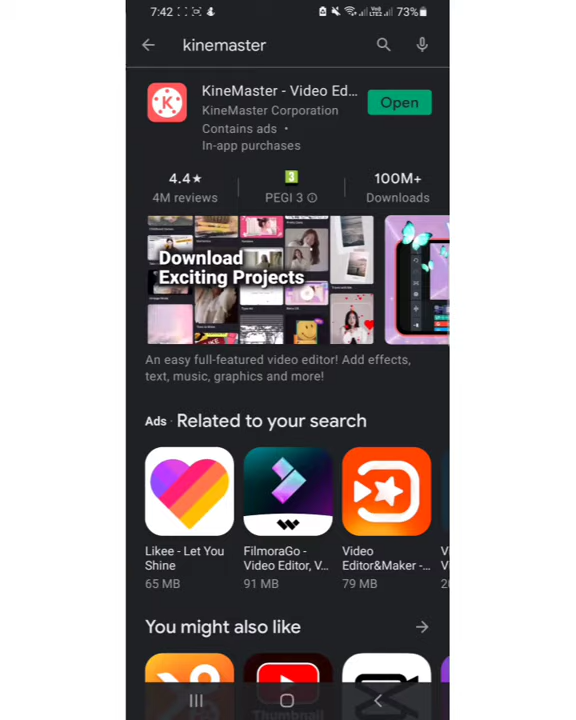 7:42
73%
kinemaster
KineMaster - Video Ed...
KineMaster Corporation
Contains ads •
In-app purchases
Open
4.4★
4M reviews
3
PEGI 3
100M+
Downloads
Download
Exciting Projects
An easy full-featured video editor! Add effects,
text, music, graphics and more!
Ads · Related to your search
Likee - Let You
Shine
65 MB
FilmoraGo -
Video Editor, V...
91 MB
Video
Editor&Maker -...
79 MB
You might also like
Thumbnail